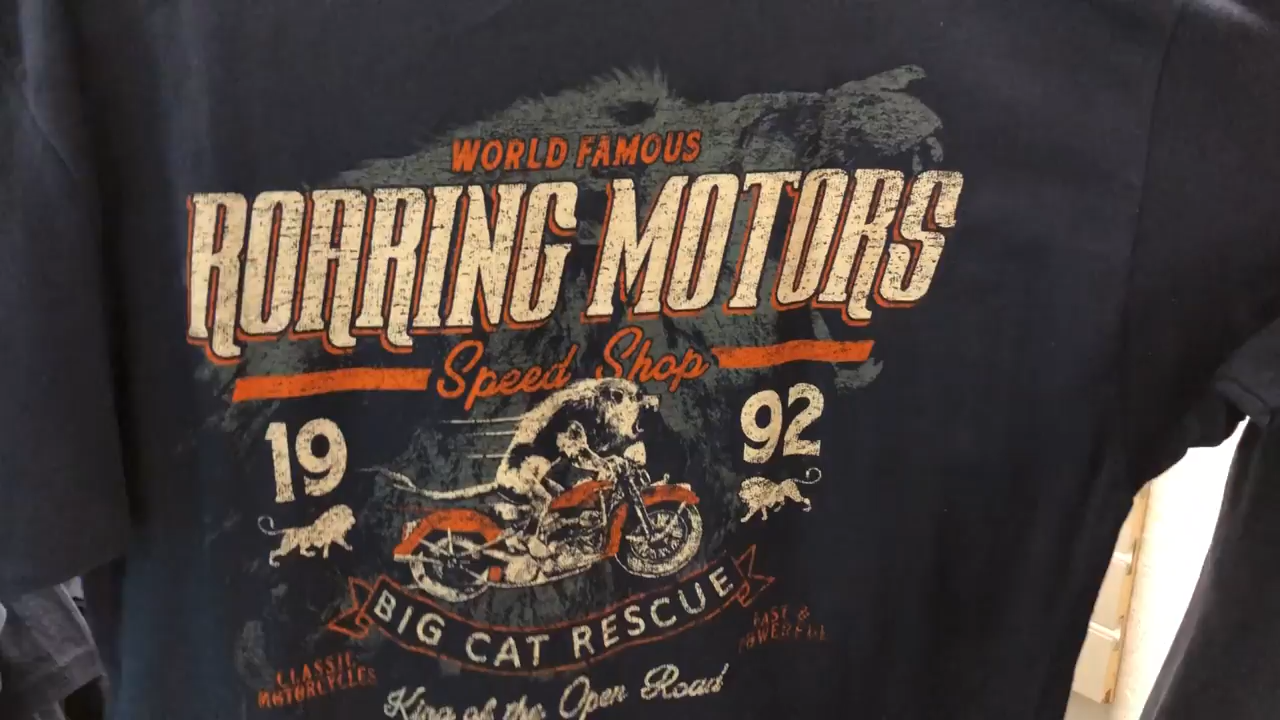 WORLD FAMOUS
ROARING MOTORS
Speed Shop
19 92
BIG CAT RESCUE
FAST &
POWERFUL
CLASSIC
MOTORCYCLES
King of the Open Road